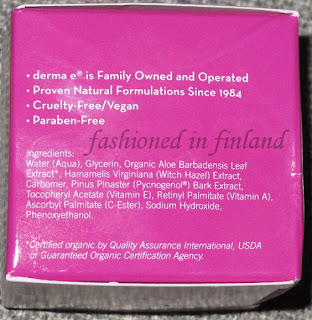 • derma e® is Family Owned and Operated
• Proven Natural Formulations Since 1984
• Cruelty-Free/Vegan
• Paraben-Free
fashioned in finland
Ingredients:
Water (Aqua), Glycerin, Organic Aloe Barbadensis Leaf
Extract*, Hamamelis Virginiana (Witch Hazel) Extract,
Carbomer, Pinus Pinaster (Pycnogenol®) Bark Extract,
Tocopheryl Acetate (Vitamin E), Retinyl Palmitate (Vitamin A),
Ascorbyl Palmitate (C-Ester), Sodium Hydroxide,
Phenoxyethanol.
*Certified organic by Quality Assurance International, USDA
or Guaranteed Organic Certification Agency.